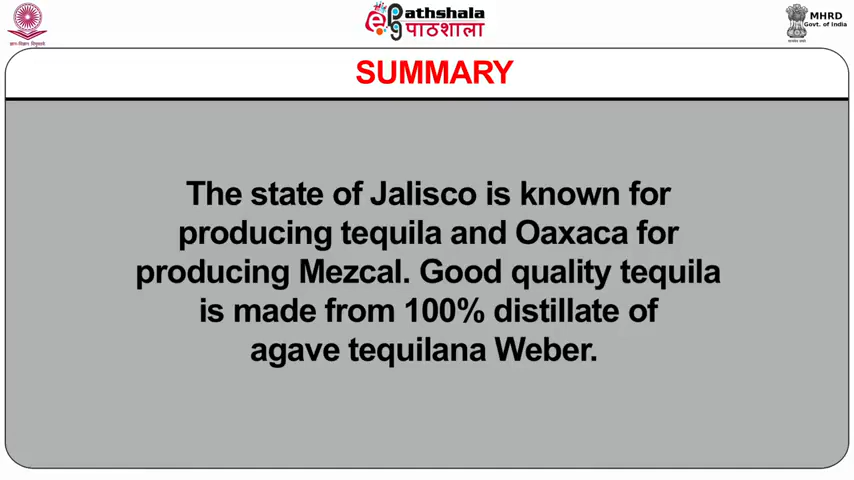 ePathshala
पाठशाला
MHRD
Govt. of India
SUMMARY
The state of Jalisco is known for
producing tequila and Oaxaca for
producing Mezcal. Good quality tequila
is made from 100% distillate of
agave tequilana Weber.